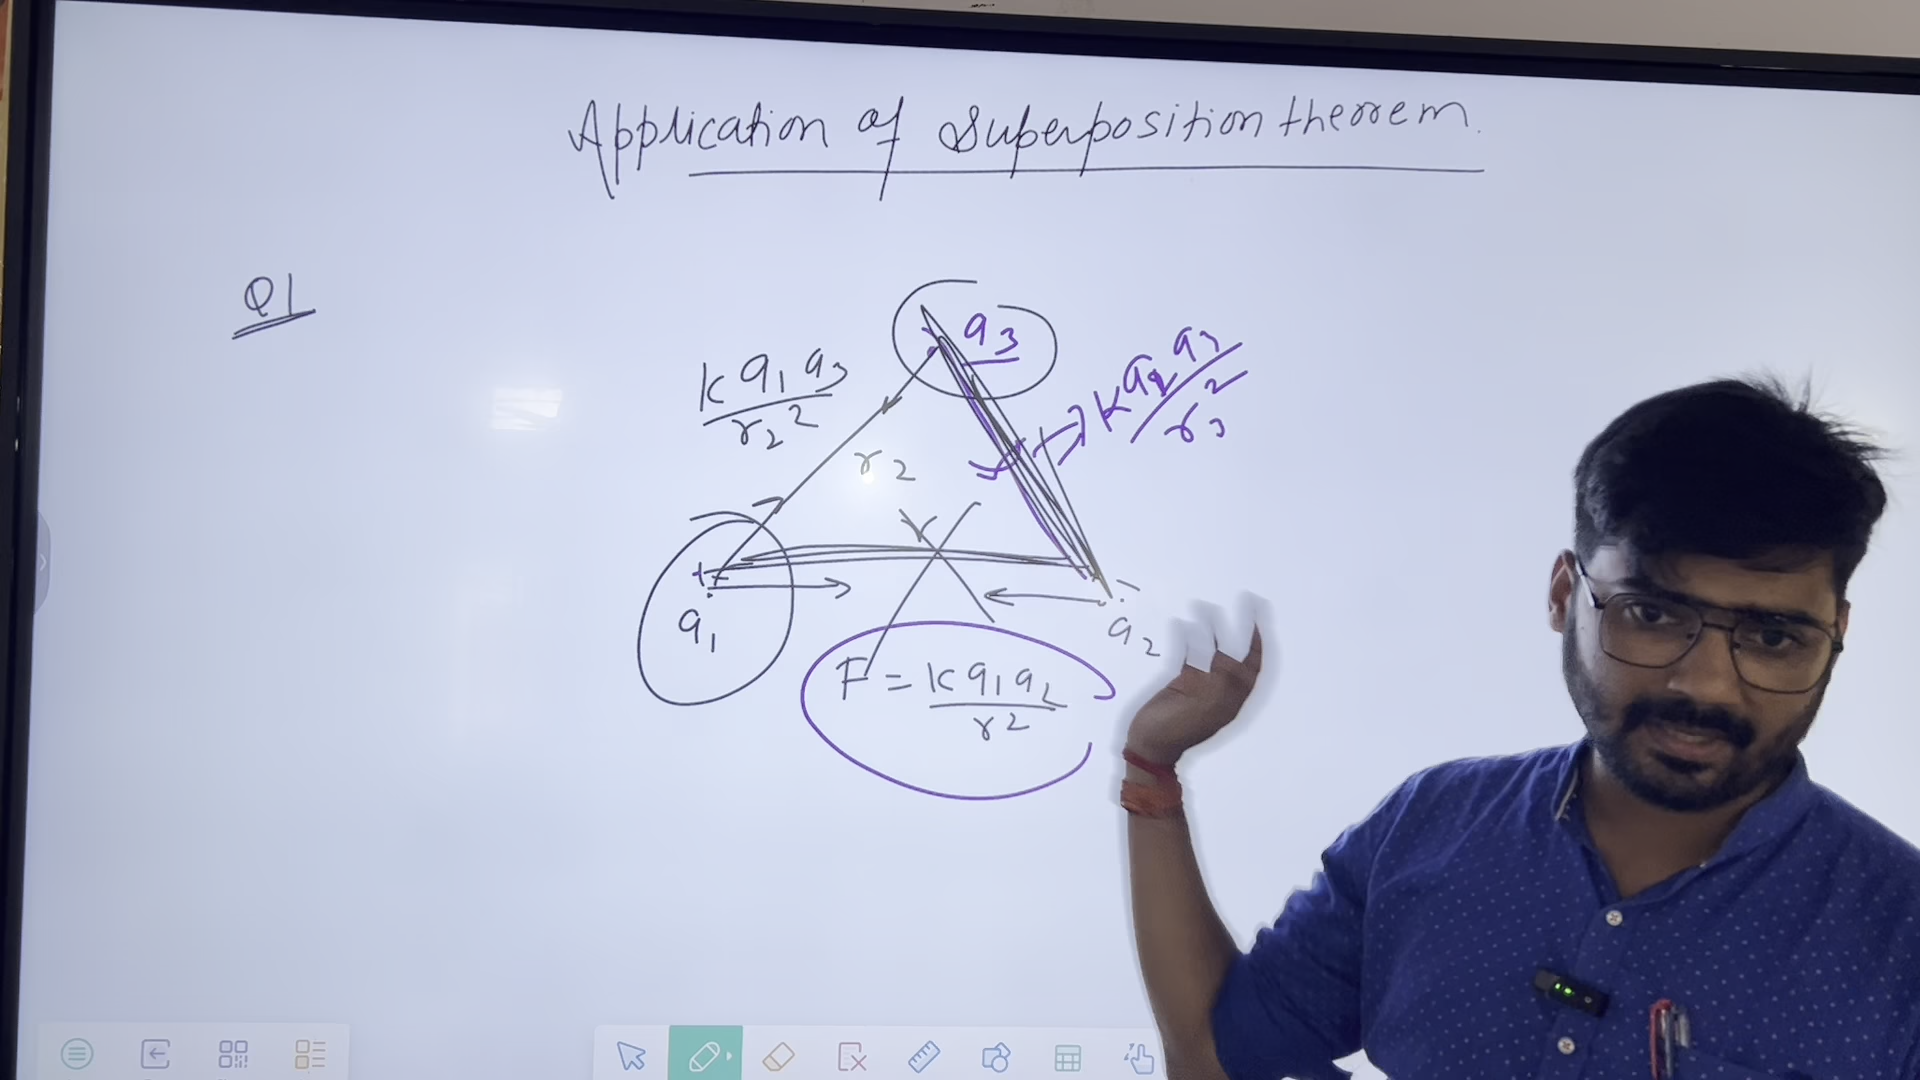 Application of Superposition theorem.
Q1
q3
K q1 q3 / r2²
K q2 q3 / r3²
r2
r
+
-
q1
q2
F = K q1 q2 / r²